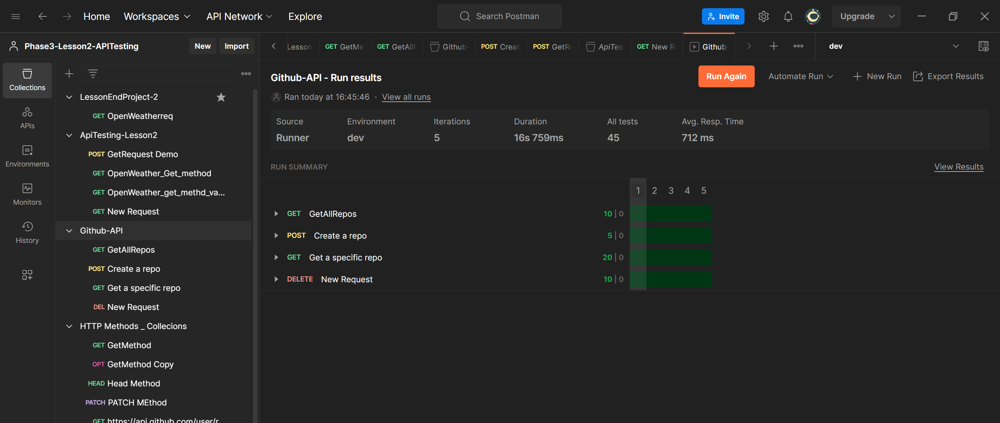 Home Workspaces API Network Explore Search Postman Invite Upgrade
Phase3-Lesson2-APITesting New Import
Lesson GET GetMe GET GetAllR Github- POST Creat POST GetRe ApiTes GET New R Github- dev
Collections
APIs
Environments
Monitors
History
LessonEndProject-2
GET OpenWeatherreq
ApiTesting-Lesson2
POST GetRequest Demo
GET OpenWeather_Get_method
GET OpenWeather_get_methd_va...
GET New Request
Github-API
GET GetAllRepos
POST Create a repo
GET Get a specific repo
DEL New Request
HTTP Methods _ Collecions
GET GetMethod
OPT GetMethod Copy
HEAD Head Method
PATCH PATCH MEthod
GET https://api.github.com/user/r
Github-API - Run results
Run Again Automate Run New Run Export Results
Ran today at 16:45:46 · View all runs
Source Environment Iterations Duration All tests Avg. Resp. Time
Runner dev 5 16s 759ms 45 712 ms
RUN SUMMARY View Results
1 2 3 4 5
GET GetAllRepos 10 | 0
POST Create a repo 5 | 0
GET Get a specific repo 20 | 0
DELETE New Request 10 | 0